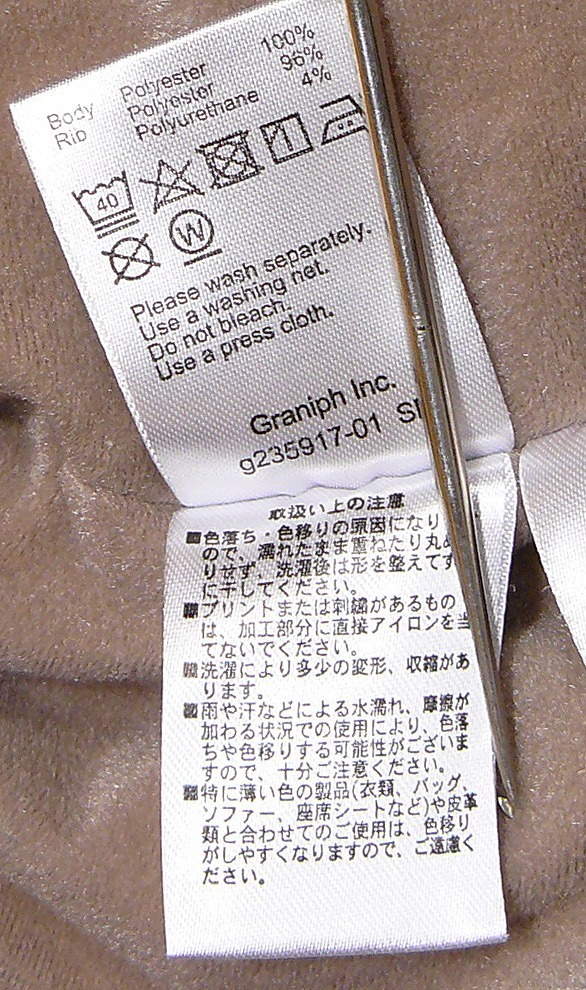 Body Polyester 100%
Rib Polyester 96%
Polyurethane 4%
40
W
Please wash separately.
Use a washing net.
Do not bleach.
Use a press cloth.
Graniph Inc.
g235917-01
取扱い上の注意
■色落ち・色移りの原因になり
ので、濡れたまま重ねたり丸め
りせず、洗濯後は形を整えてす
に干してください。
■プリントまたは刺繍があるもの
は、加工部分に直接アイロンを当
てないでください。
■洗濯により多少の変形、収縮があ
ります。
■雨や汗などによる水濡れ、摩擦が
加わる状況での使用により、色落
ちや色移りする可能性がございま
すので、十分ご注意ください。
■特に薄い色の製品(衣類、バッグ、
ソファー、座席シートなど)や皮革
類と合わせてのご使用は、色移り
がしやすくなりますので、ご遠慮く
ださい。